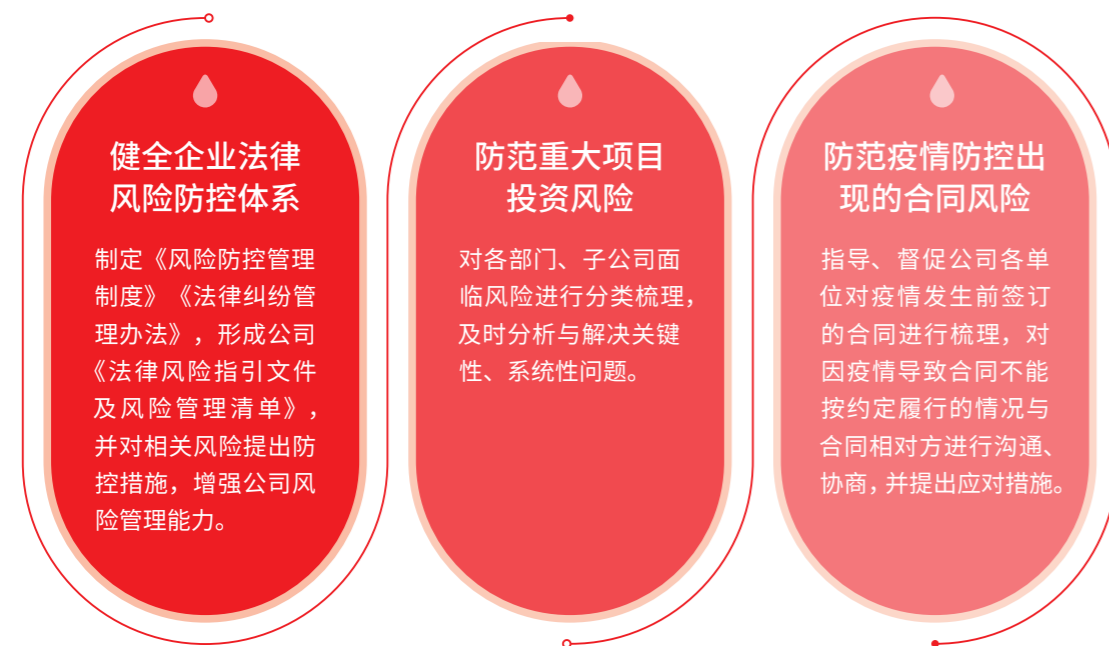 健全企业法律
风险防控体系
制定《风险防控管理
制度》《法律纠纷管
理办法》，形成公司
《法律风险指引文件
及风险管理清单》，
并对相关风险提出防
控措施，增强公司风
险管理能力。
防范重大项目
投资风险
对各部门、子公司面
临风险进行分类梳理，
及时分析与解决关键
性、系统性问题。
防范疫情防控出
现的合同风险
指导、督促公司各单
位对疫情发生前签订
的合同进行梳理，对
因疫情导致合同不能
按约定履行的情况与
合同相对方进行沟通、
协商，并提出应对措施。